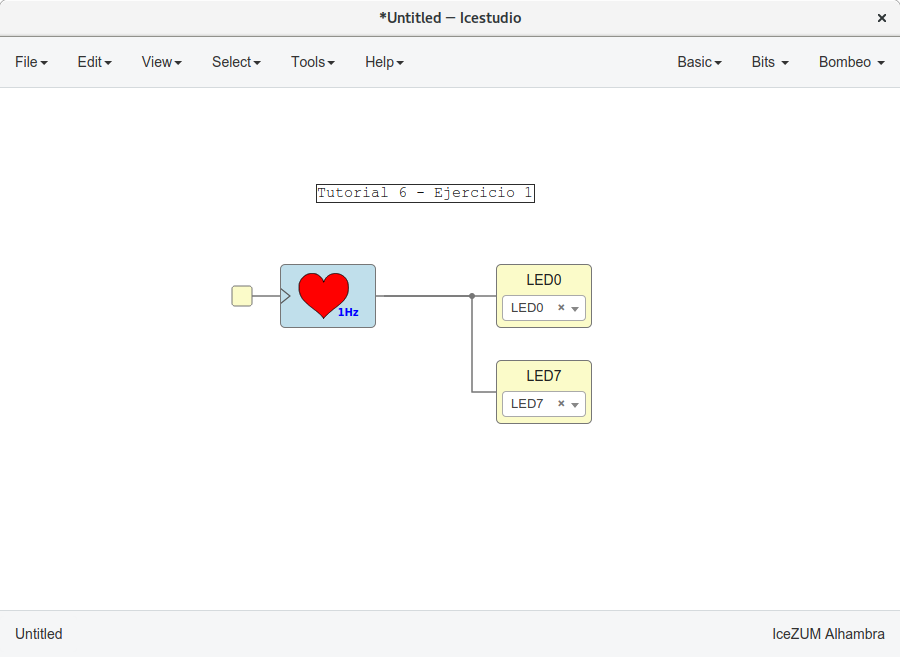 *Untitled — Icestudio ×
File Edit View Select Tools Help Basic Bits Bombeo
Tutorial 6 - Ejercicio 1
LED0
1Hz
LED0 ×
LED7
LED7 ×
Untitled IceZUM Alhambra